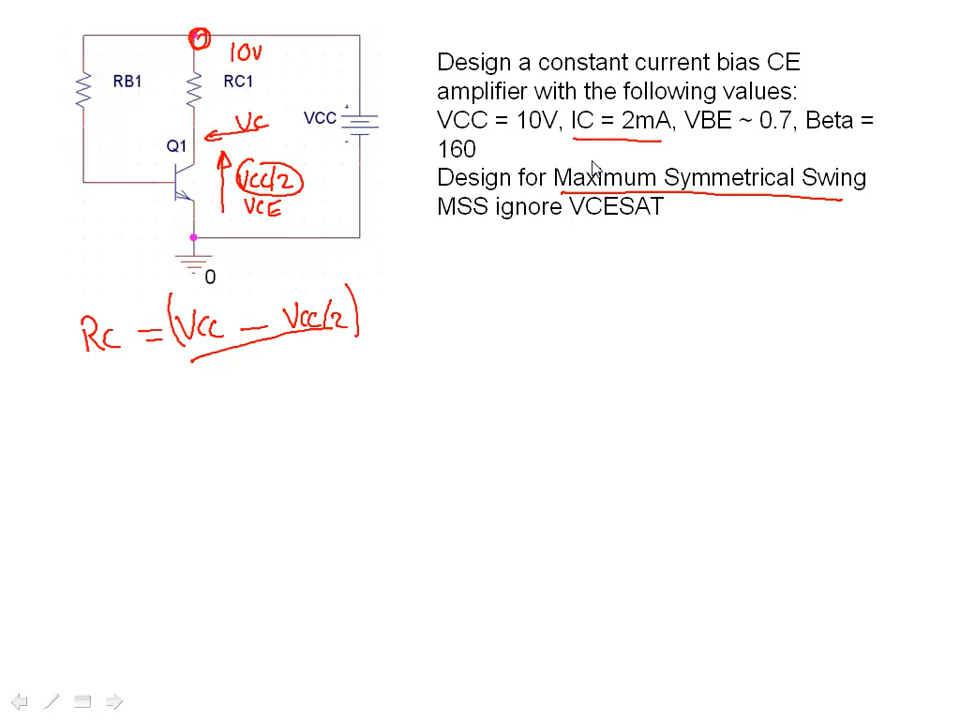 10V
RB1
RC1
VC
VCC
Q1
VCC/2
VCE
0
RC = (VCC - VCC/2)
Design a constant current bias CE
amplifier with the following values:
VCC = 10V, IC = 2mA, VBE ~ 0.7, Beta =
160
Design for Maximum Symmetrical Swing
MSS ignore VCESAT